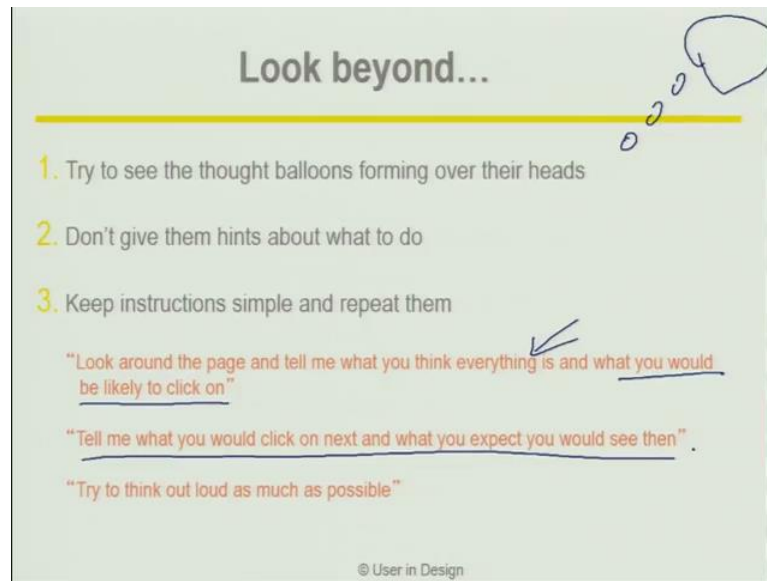 Look beyond...
1. Try to see the thought balloons forming over their heads
2. Don't give them hints about what to do
3. Keep instructions simple and repeat them
“Look around the page and tell me what you think everything is and what you would
be likely to click on”
“Tell me what you would click on next and what you expect you would see then”.
“Try to think out loud as much as possible”
© User in Design